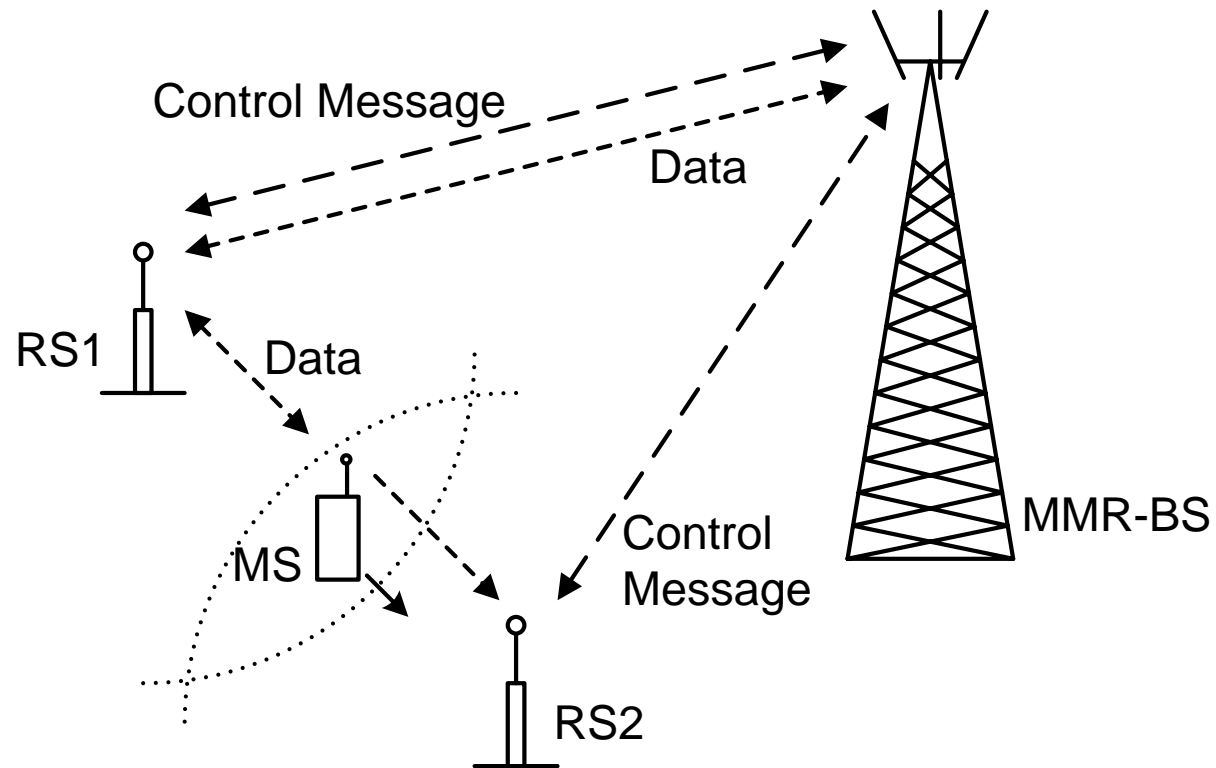 Control Message
Data
RS1
Data
MS
Control
Message
MMR-BS
RS2